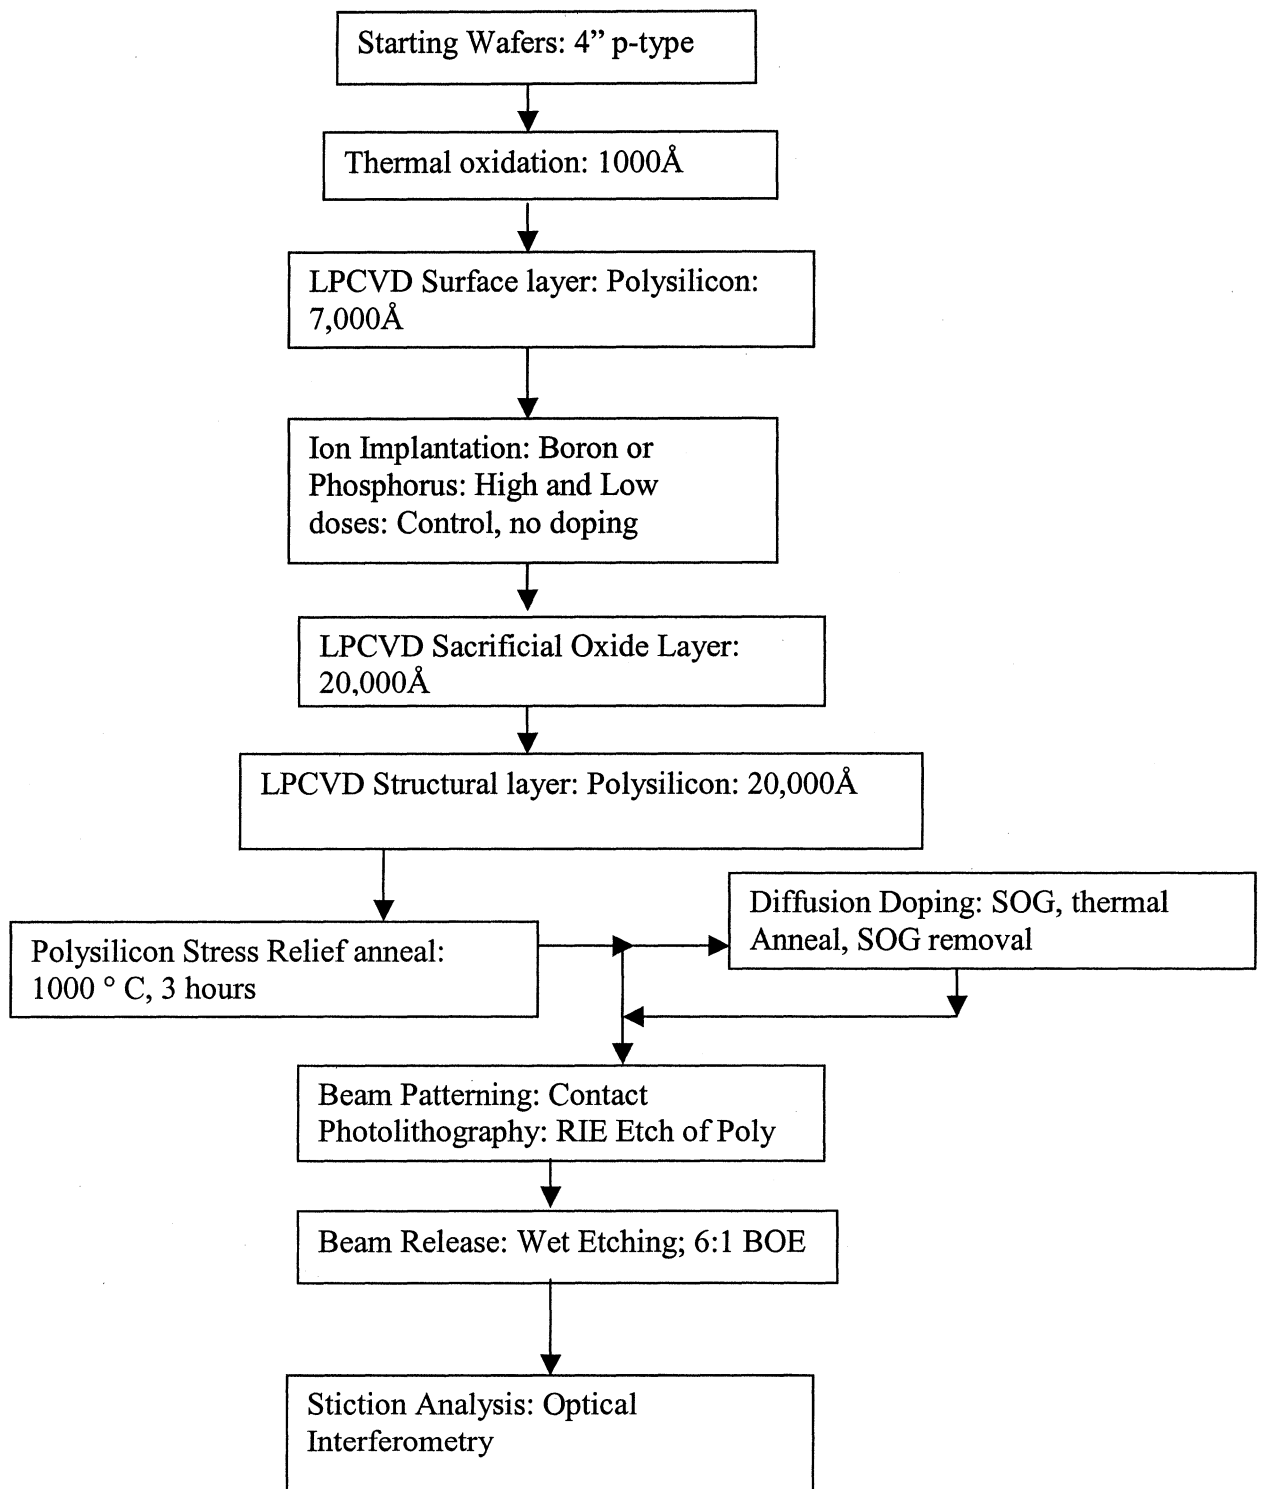 Starting Wafers: 4” p-type
Thermal oxidation: 1000Å
LPCVD Surface layer: Polysilicon:
7,000Å
Ion Implantation: Boron or
Phosphorus: High and Low
doses: Control, no doping
LPCVD Sacrificial Oxide Layer:
20,000Å
LPCVD Structural layer: Polysilicon: 20,000Å
Diffusion Doping: SOG, thermal
Anneal, SOG removal
Polysilicon Stress Relief anneal:
1000 ° C, 3 hours
Beam Patterning: Contact
Photolithography: RIE Etch of Poly
Beam Release: Wet Etching; 6:1 BOE
Stiction Analysis: Optical
Interferometry